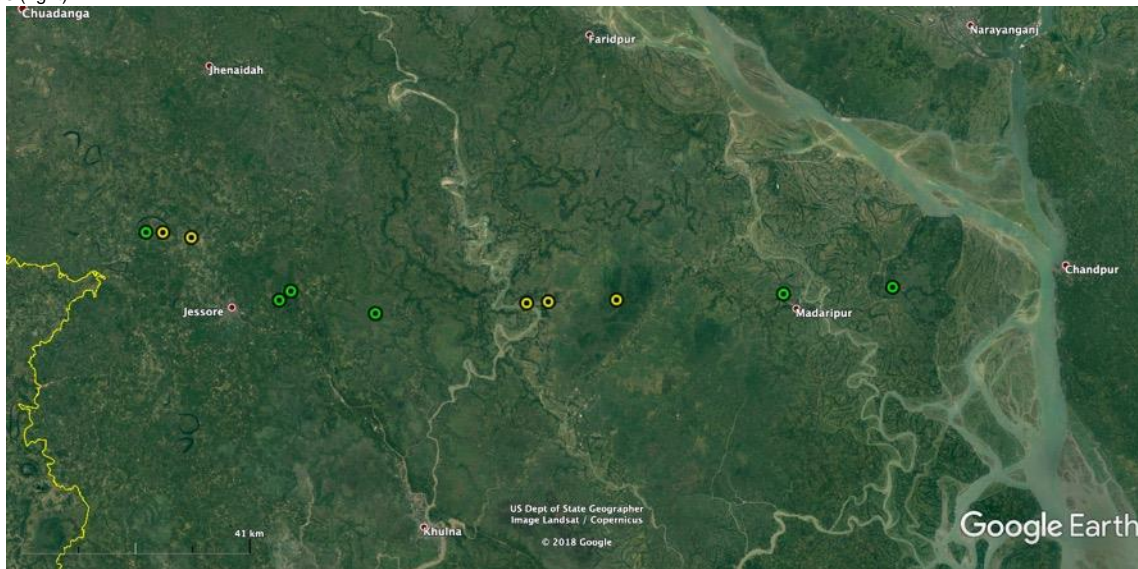 Chuadanga
Narayanganj
Faridpur
Jhenaidah
Chandpur
Jessore
Madaripur
US Dept of State Geographer
Image Landsat / Copernicus
© 2018 Google
Google Earth
Khulna
41 km